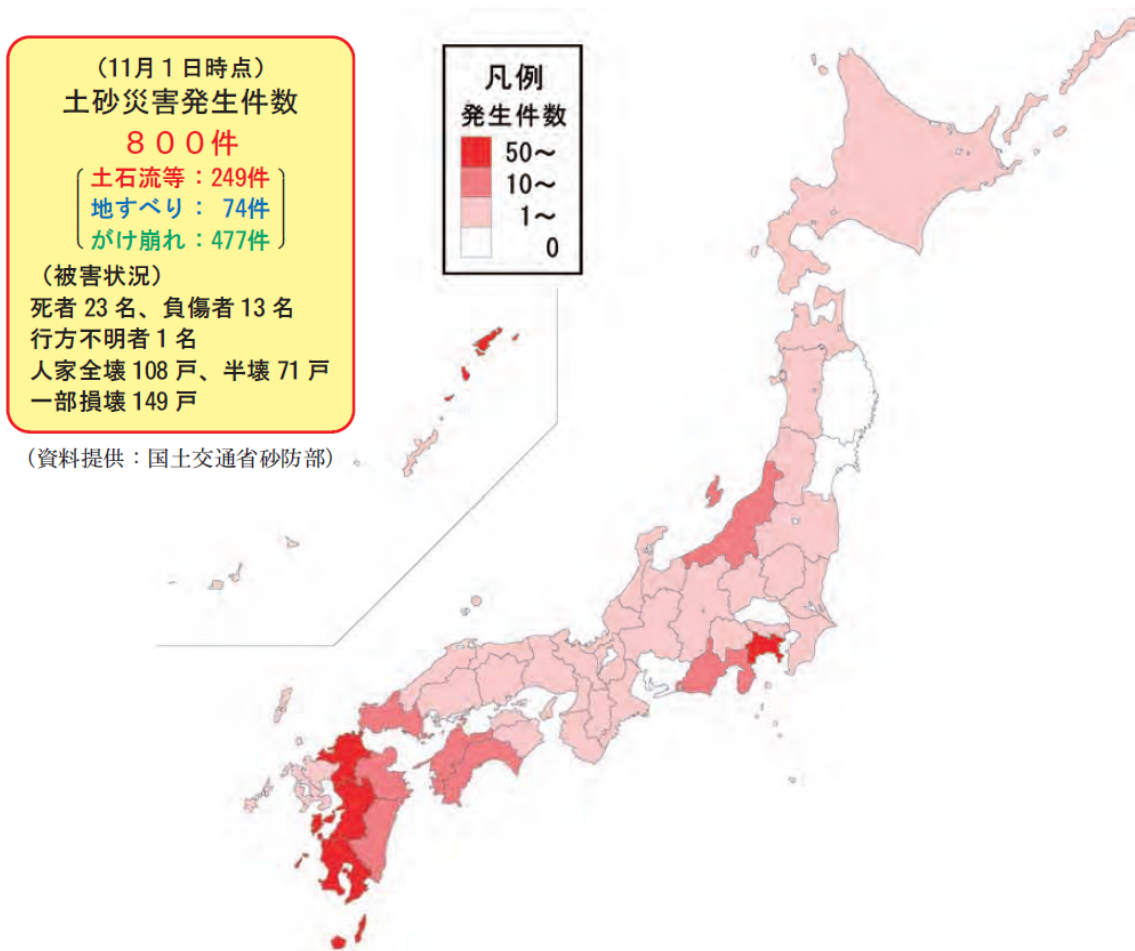 (11月1日時点)
土砂災害発生件数
800件
土石流等:249件
地すべり: 74件
がけ崩れ:477件
(被害状況)
死者 23 名、負傷者 13 名
行方不明者 1 名
人家全壊 108 戸、半壊 71 戸
一部損壊 149 戸
(資料提供:国土交通省砂防部)
凡例
発生件数
50~
10~
1~
0